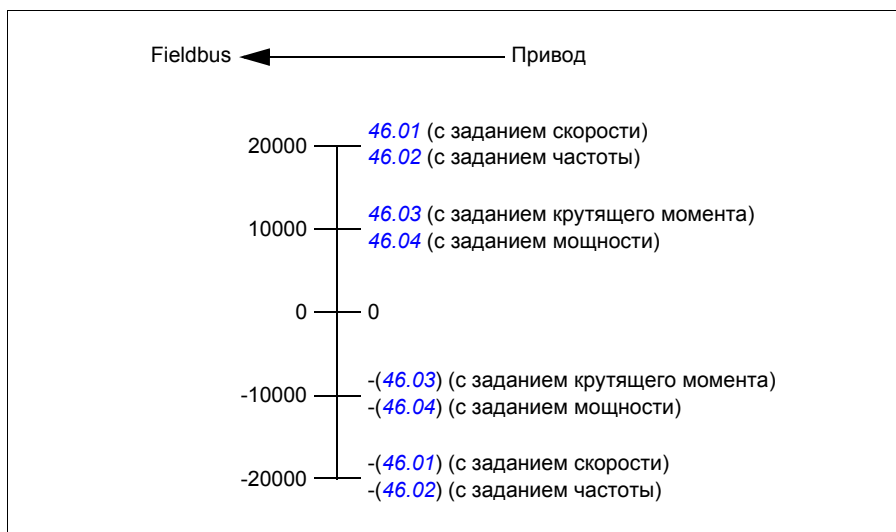 Fieldbus Привод
46.01 (с заданием скорости)
20000
46.02 (с заданием частоты)
46.03 (с заданием крутящего момента)
10000
46.04 (с заданием мощности)
0 0
-(46.03) (с заданием крутящего момента)
-10000
-(46.04) (с заданием мощности)
-(46.01) (с заданием скорости)
-20000
-(46.02) (с заданием частоты)